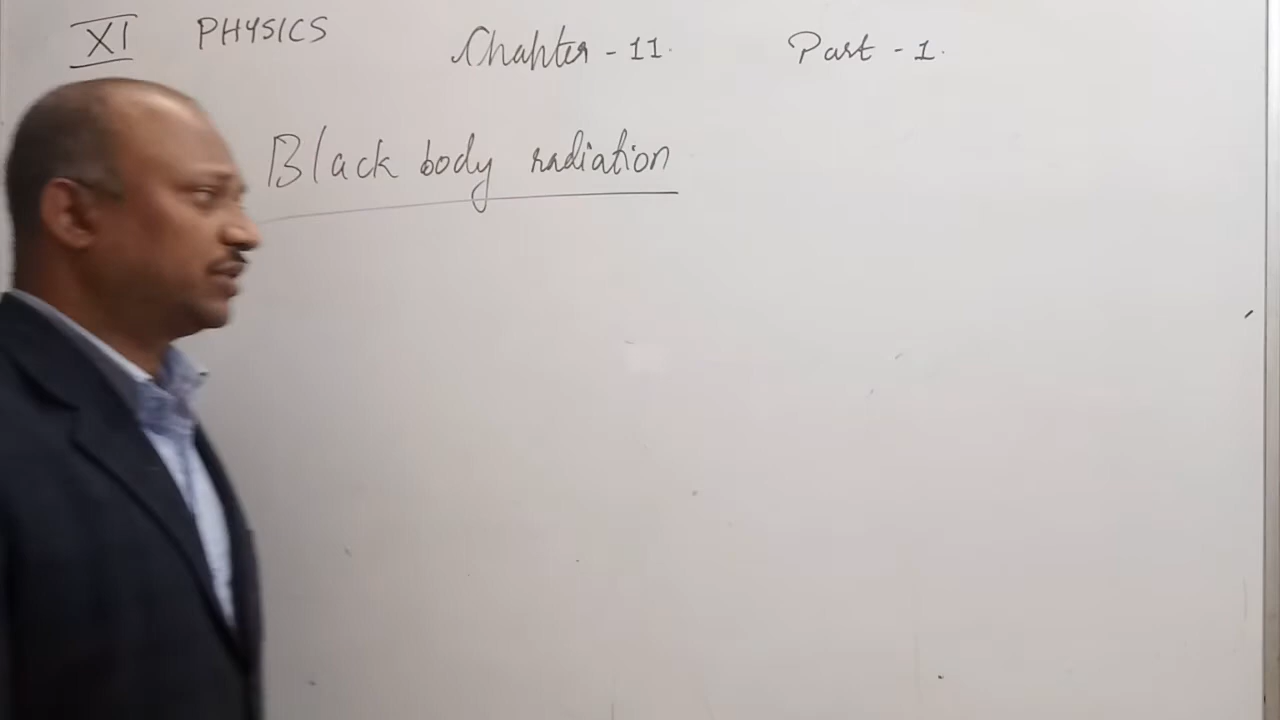 XI PHYSICS Chapter - 11. Part - 1.
Black body radiation